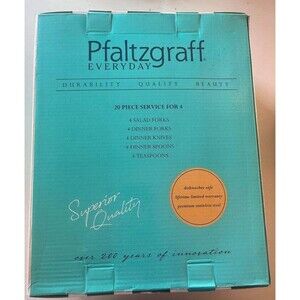 Pfaltzgraff
EVERYDAY
DURABILITY QUALITY BEAUTY
20 PIECE SERVICE FOR 4
4 SALAD FORKS
4 DINNER FORKS
4 DINNER KNIVES
4 DINNER SPOONS
4 TEASPOONS
dishwasher safe
lifetime limited warranty
premium stainless steel
Superior
Quality
over 200 years of innovation